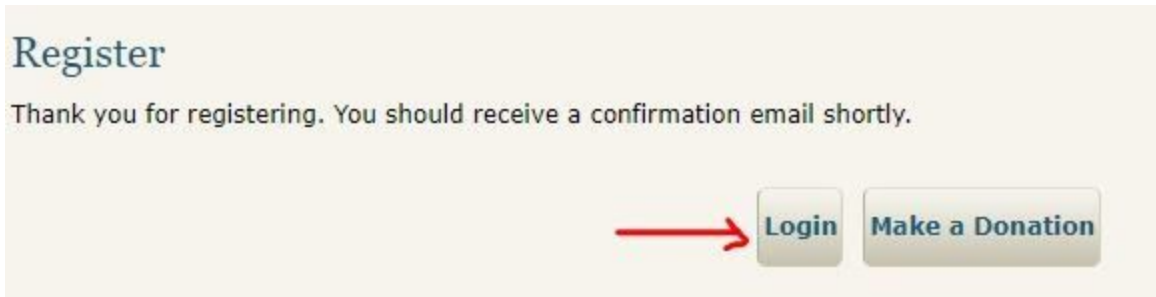 Register
Thank you for registering. You should receive a confirmation email shortly.
Login Make a Donation